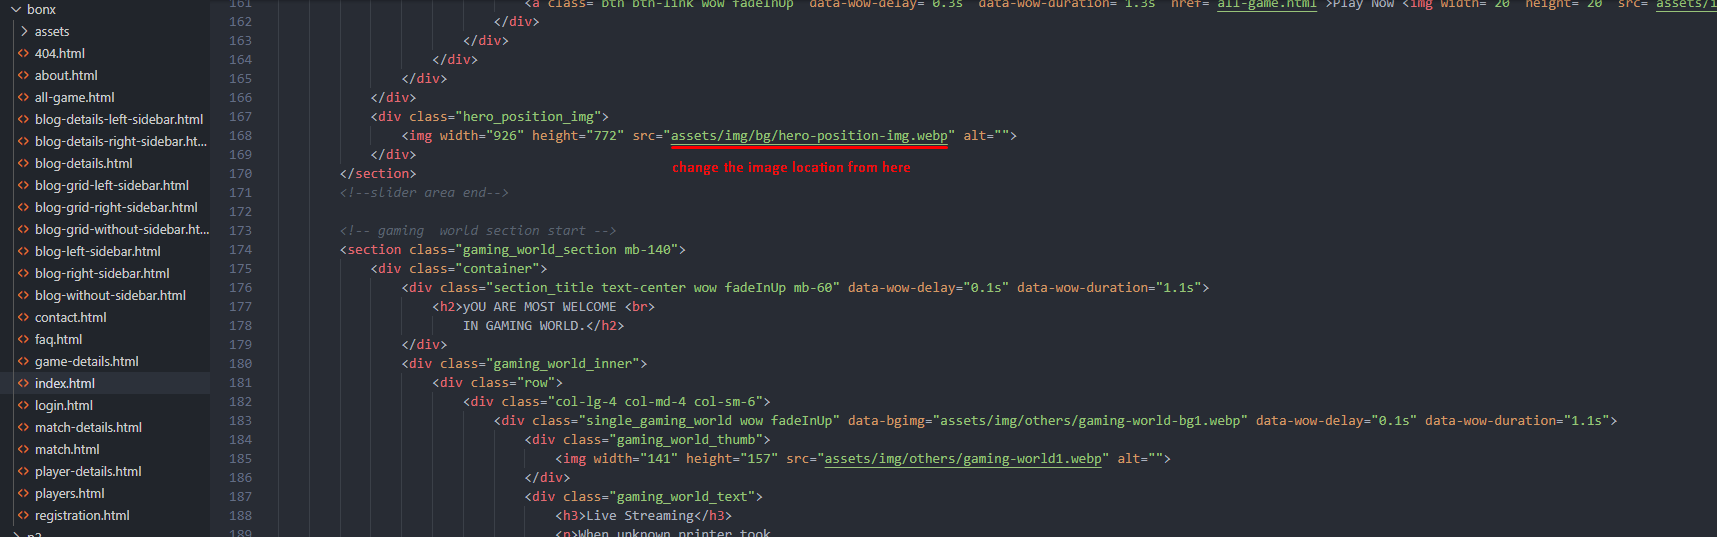 bonx
assets
404.html
about.html
all-game.html
blog-details-left-sidebar.html
blog-details-right-sidebar.ht...
blog-details.html
blog-grid-left-sidebar.html
blog-grid-right-sidebar.html
blog-grid-without-sidebar.ht...
blog-left-sidebar.html
blog-right-sidebar.html
blog-without-sidebar.html
contact.html
faq.html
game-details.html
index.html
login.html
match-details.html
match.html
player-details.html
players.html
registration.html
161 <a class="btn btn-link wow fadeInUp" data-wow-delay="0.3s" data-wow-duration="1.3s" href="all-game.html">Play Now <img width="20" height="20" src="assets/i
162 </div>
163 </div>
164 </div>
165 </div>
166 </div>
167 <div class="hero_position_img">
168 <img width="926" height="772" src="assets/img/bg/hero-position-img.webp" alt="">
169 </div>
change the image location from here
170 </section>
171 <!--slider area end-->
172
173 <!-- gaming  world section start -->
174 <section class="gaming_world_section mb-140">
175 <div class="container">
176 <div class="section_title text-center wow fadeInUp mb-60" data-wow-delay="0.1s" data-wow-duration="1.1s">
177 <h2>yOU ARE MOST WELCOME <br>
178 IN GAMING WORLD.</h2>
179 </div>
180 <div class="gaming_world_inner">
181 <div class="row">
182 <div class="col-lg-4 col-md-4 col-sm-6">
183 <div class="single_gaming_world wow fadeInUp" data-bgimg="assets/img/others/gaming-world-bg1.webp" data-wow-delay="0.1s" data-wow-duration="1.1s">
184 <div class="gaming_world_thumb">
185 <img width="141" height="157" src="assets/img/others/gaming-world1.webp" alt="">
186 </div>
187 <div class="gaming_world_text">
188 <h3>Live Streaming</h3>
189 <p>When unknown printer took